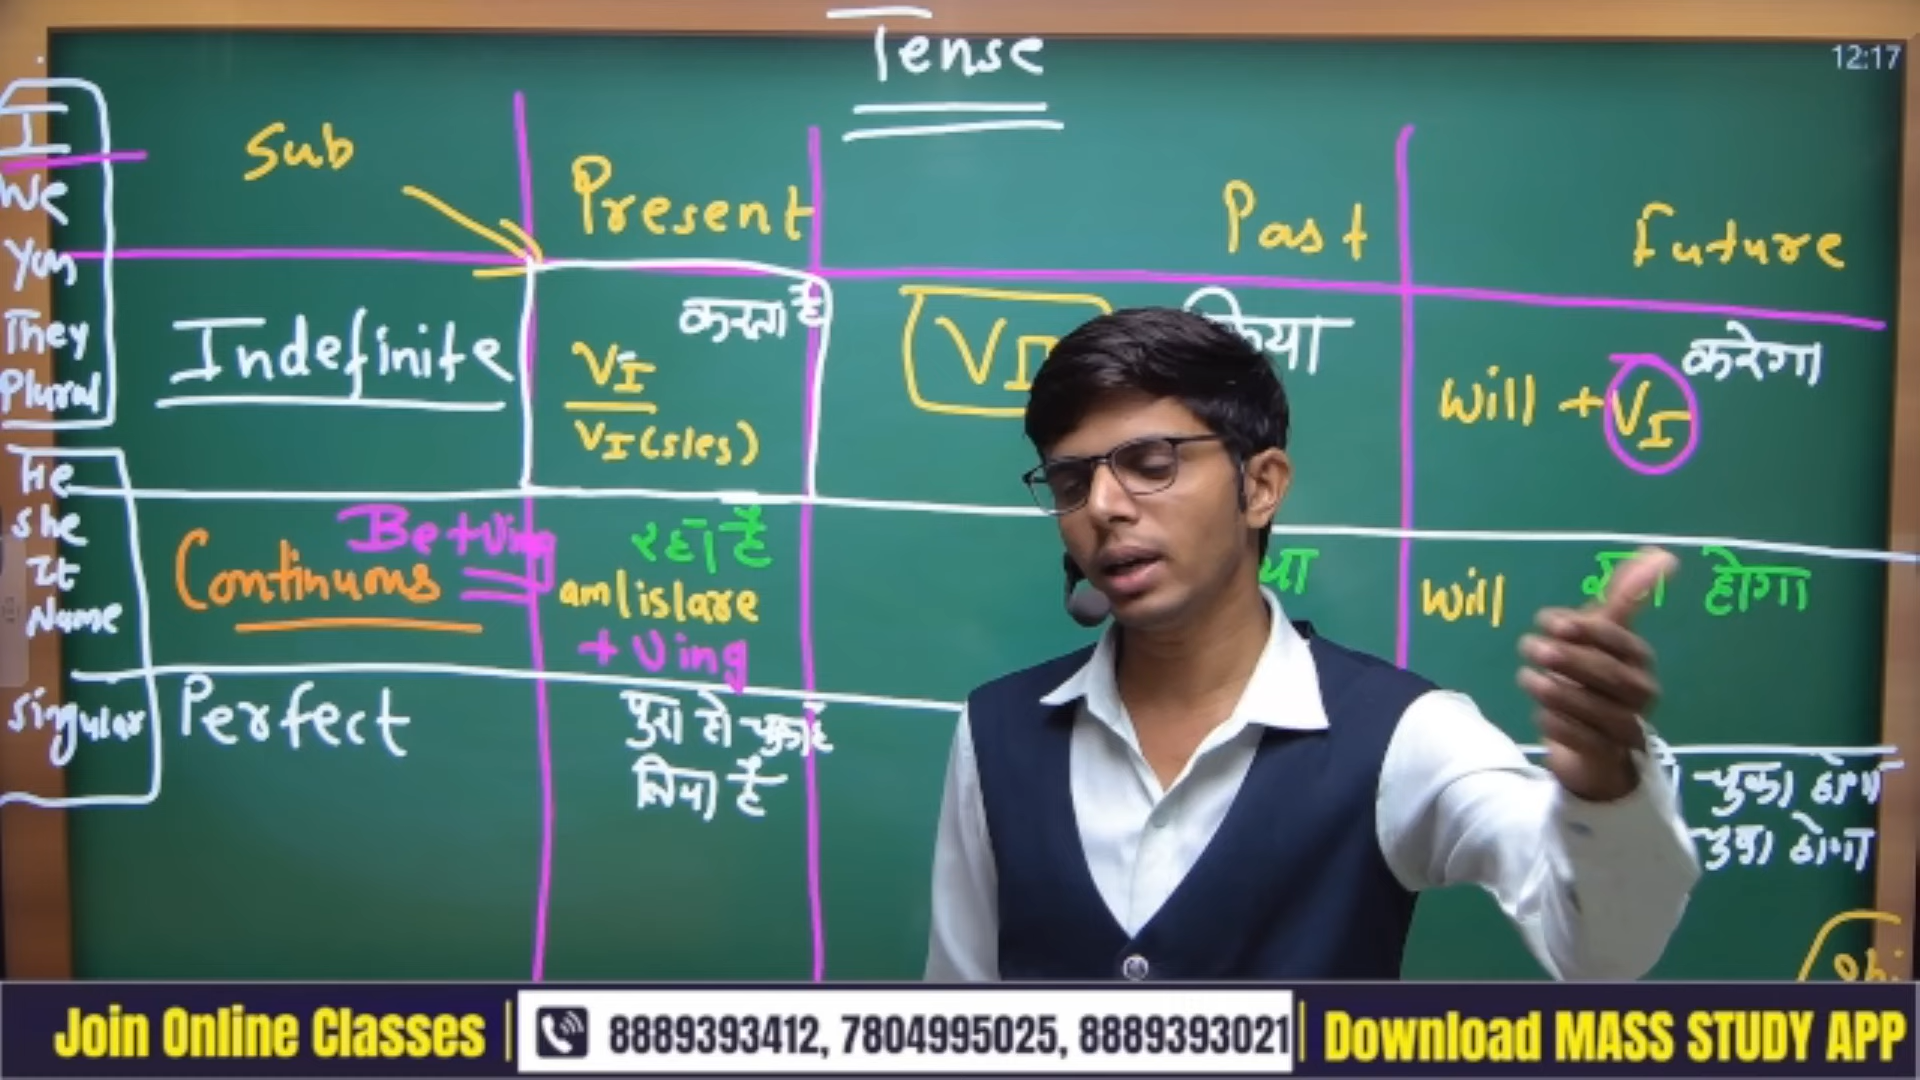 Tense
12:17
Sub
Present
Past
Future
I
We
You
They
Plural
He
She
It
Name
Singular
Indefinite
करता है
VI
VI(s/es)
करेगा
Will + VI
Continuous
Be+Ving
रहा है
am/is/are
+ Ving
Will
होगा
Perfect
पुरा हो चुका है
लिया है
चुका होगा
होगा
Join Online Classes
8889393412, 7804995025, 8889393021
Download MASS STUDY APP